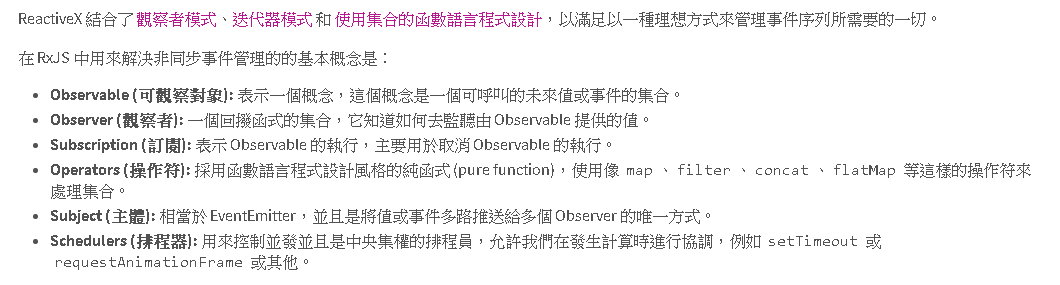 ReactiveX 結合了 觀察者模式、迭代器模式 和 使用集合的函數語言程式設計，以滿足以一種理想方式來管理事件序列所需要的一切。
在 RxJS 中用來解決非同步事件管理的的基本概念是：
• Observable (可觀察對象): 表示一個概念，這個概念是一個可呼叫的未來值或事件的集合。
• Observer (觀察者): 一個回撥函式的集合，它知道如何去監聽由 Observable 提供的值。
• Subscription (訂閱): 表示 Observable 的執行，主要用於取消 Observable 的執行。
• Operators (操作符): 採用函數語言程式設計風格的純函式 (pure function)，使用像 map 、 filter 、 concat 、 flatMap 等這樣的操作符來
處理集合。
• Subject (主體): 相當於 EventEmitter，並且是將值或事件多路推送給多個 Observer 的唯一方式。
• Schedulers (排程器): 用來控制並發並且是中央集權的排程員，允許我們在發生計算時進行協調，例如 setTimeout 或
requestAnimationFrame 或其他。